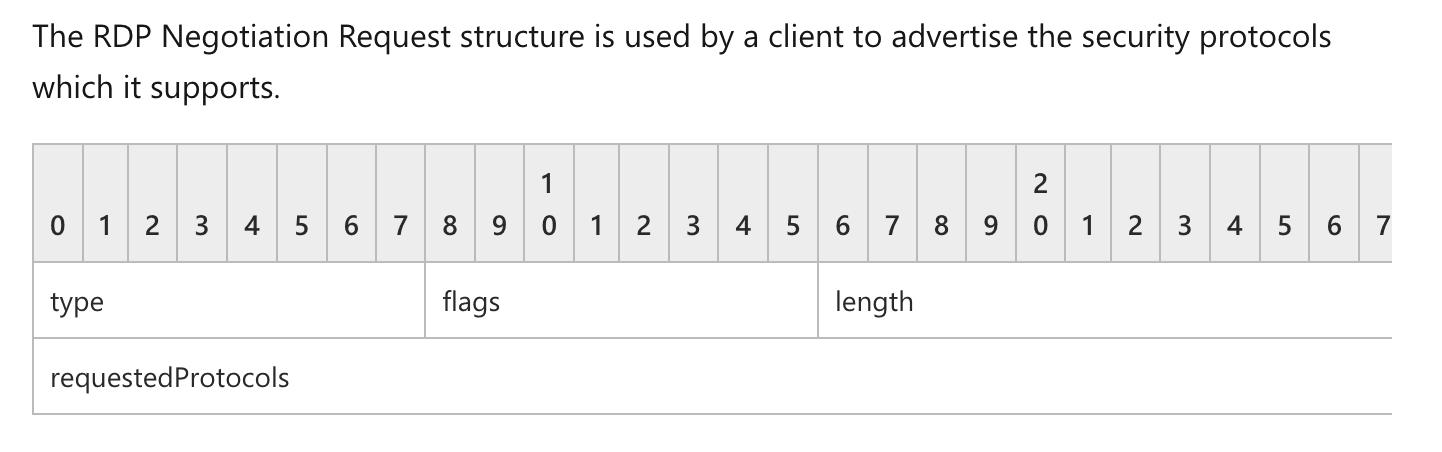 The RDP Negotiation Request structure is used by a client to advertise the security protocols
which it supports.
1 2
0 1 2 3 4 5 6 7 8 9 0 1 2 3 4 5 6 7 8 9 0 1 2 3 4 5 6 7
type flags length
requestedProtocols